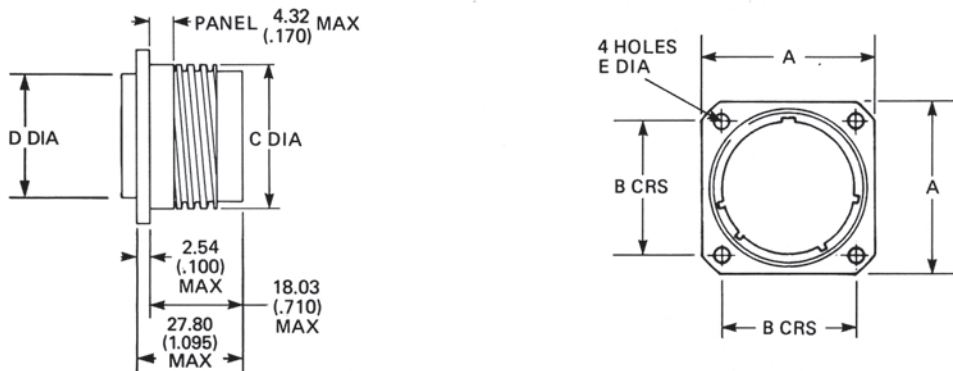 PANEL 4.32 MAX
(.170)
D DIA
C DIA
2.54
(.100)
MAX
18.03
(.710)
MAX
27.80
(1.095)
MAX
4 HOLES
E DIA
A
B CRS
A
B CRS